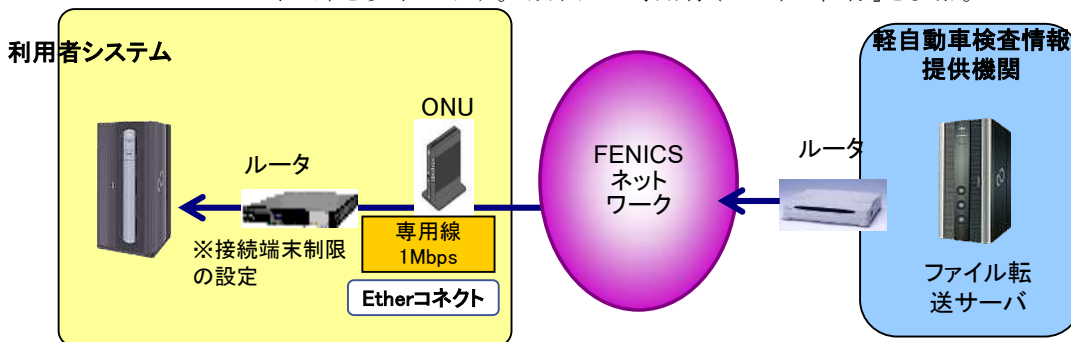 利用者システム
軽自動車検査情報
提供機関
ONU
ルータ
FENICS
ネット
ワーク
ルータ
※接続端末制限
の設定
専用線
1Mbps
Etherコネクト
ファイル転
送サーバ